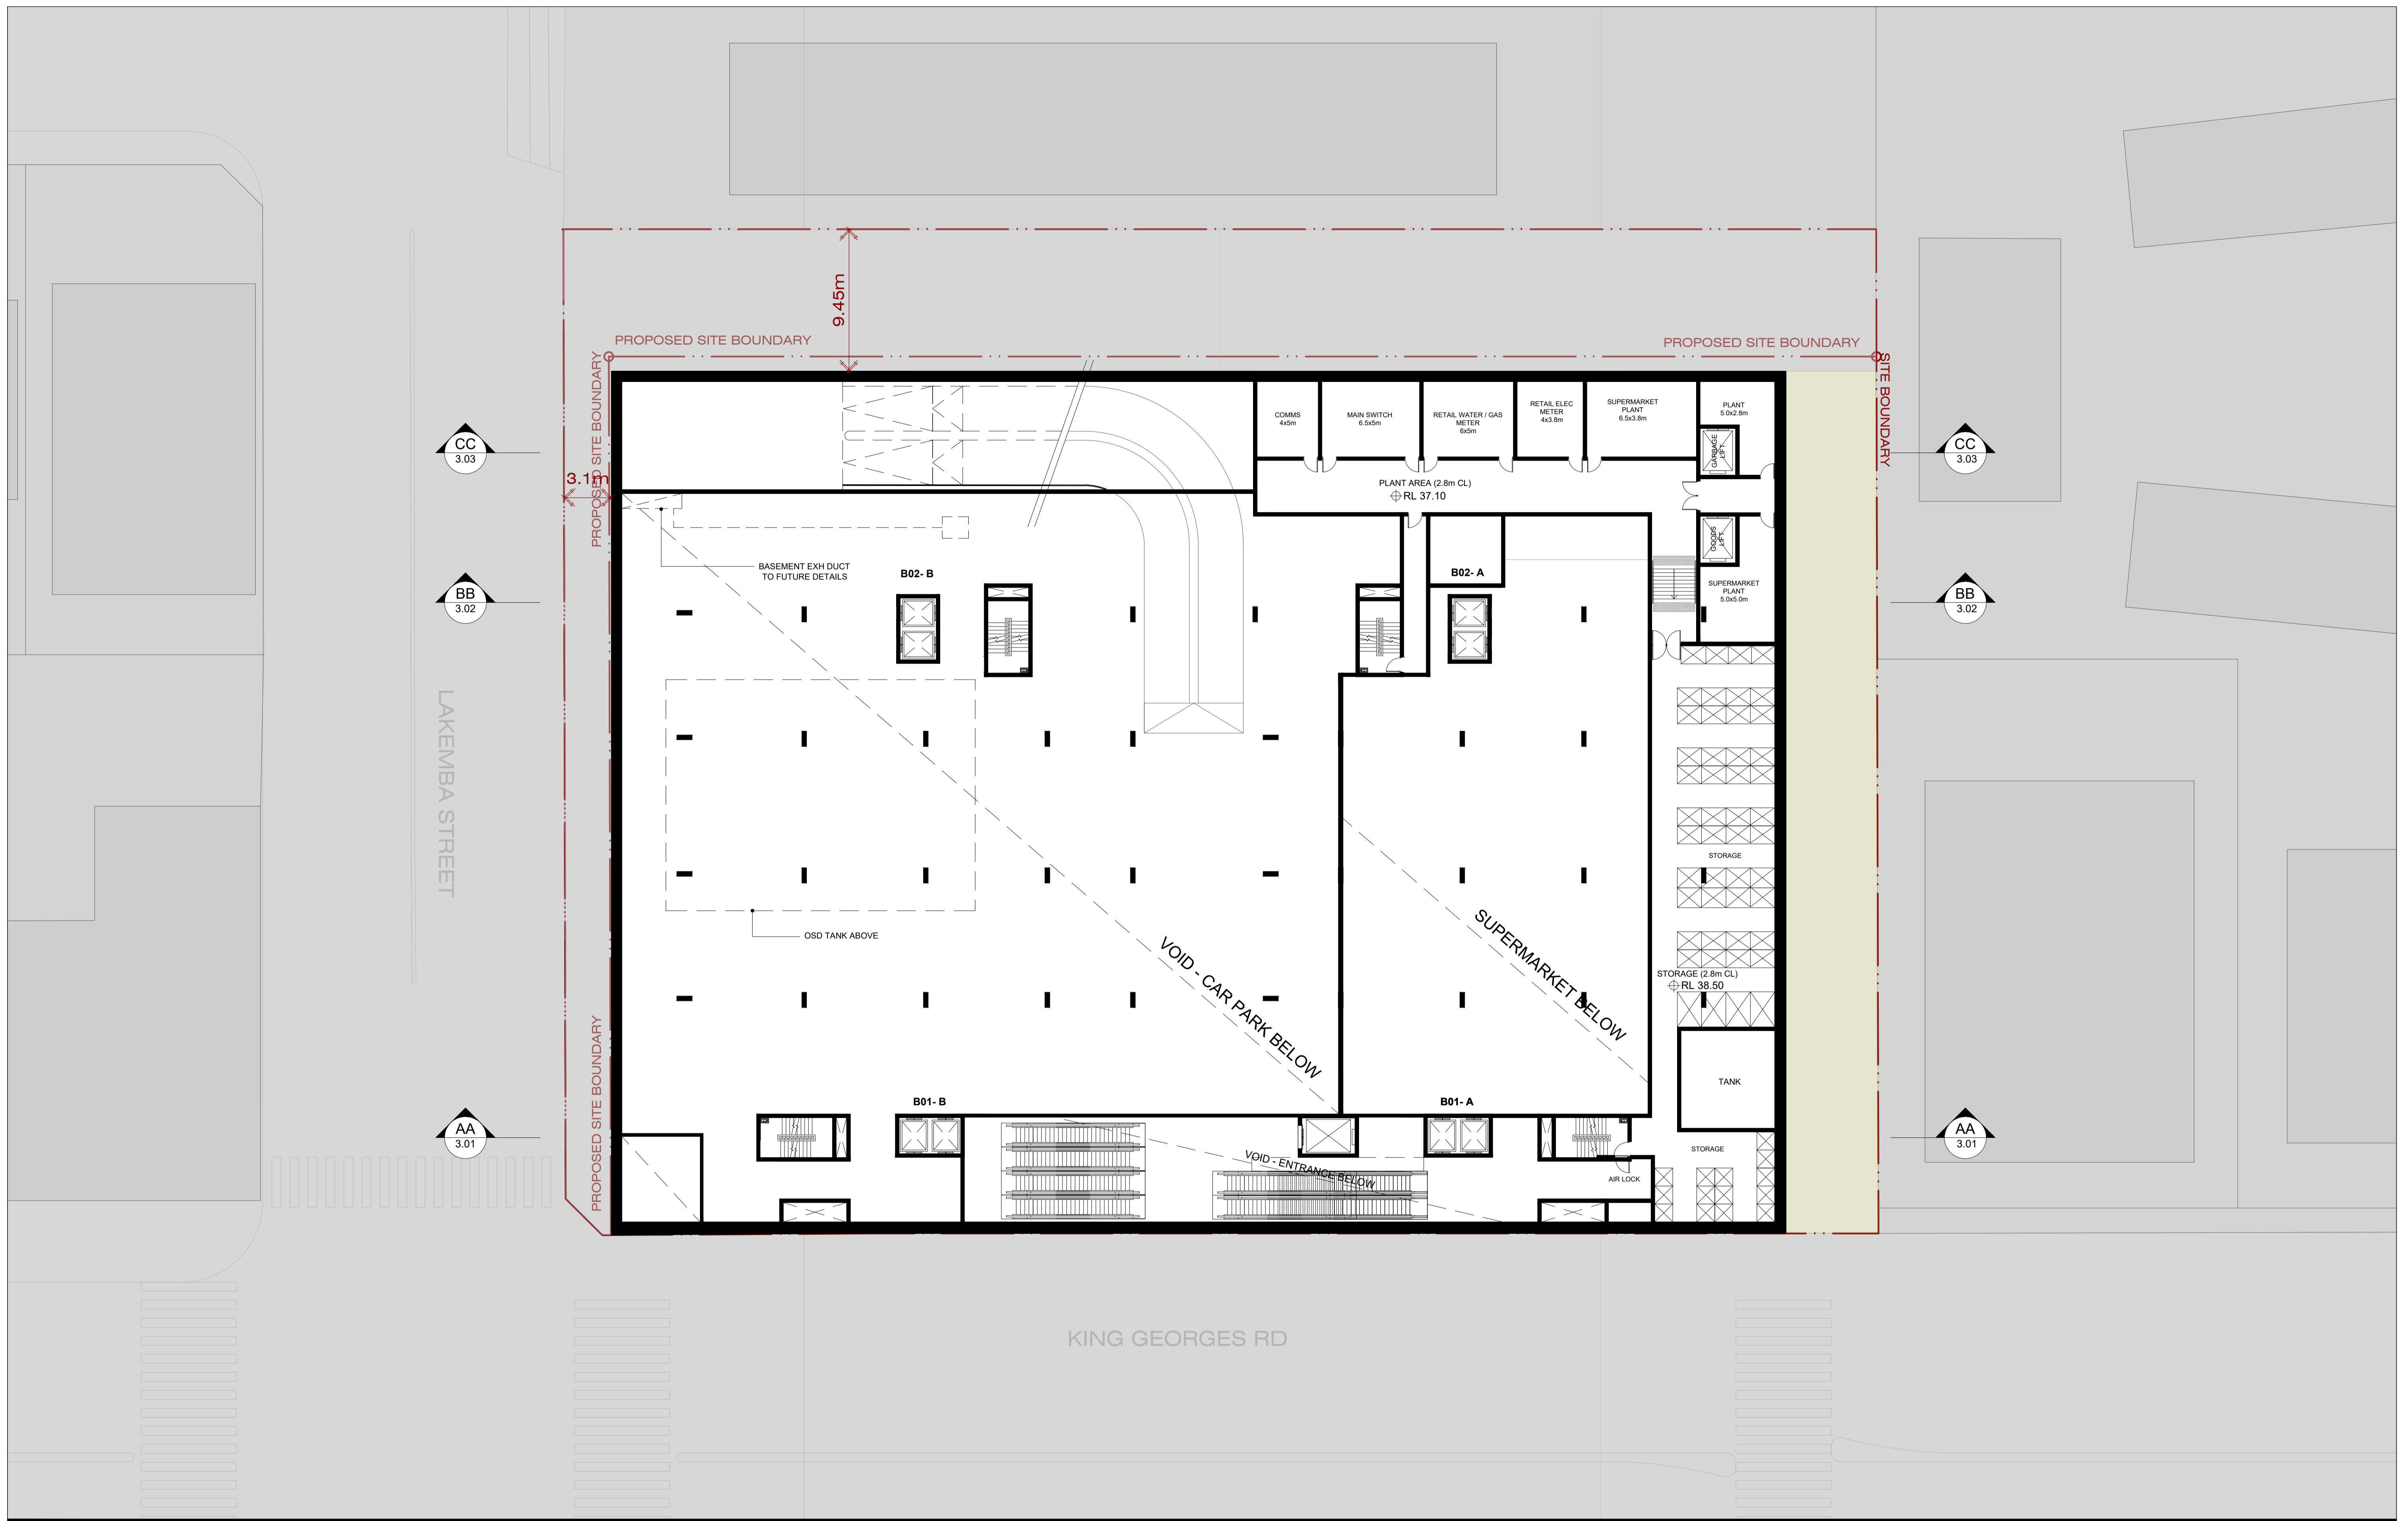 9.45m
PROPOSED SITE BOUNDARY
PROPOSED SITE BOUNDARY
PROPOSED SITE BOUNDARY
SITE BOUNDARY
COMMS
4x5m
MAIN SWITCH
6.5x5m
RETAIL WATER / GAS
METER
6x5m
RETAIL ELEC
METER
4x3.8m
SUPERMARKET
PLANT
6.5x3.8m
PLANT
5.0x2.8m
GARBAGE
LIFT
CC
3.03
CC
3.03
3.1m
PLANT AREA (2.8m CL)
RL 37.10
GOODS
LIFT
BASEMENT EXH DUCT
TO FUTURE DETAILS
B02- B
B02- A
SUPERMARKET
PLANT
5.0x5.0m
BB
3.02
BB
3.02
LAKEMBA STREET
STORAGE
OSD TANK ABOVE
VOID - CAR PARK BELOW
SUPERMARKET BELOW
STORAGE (2.8m CL)
RL 38.50
PROPOSED SITE BOUNDARY
TANK
B01- B
B01- A
AA
3.01
AA
3.01
VOID - ENTRANCE BELOW
STORAGE
AIR LOCK
KING GEORGES RD